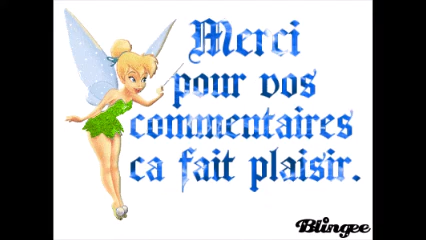 Merci
pour vos
commentaires
ca fait plaisir.
Blingee